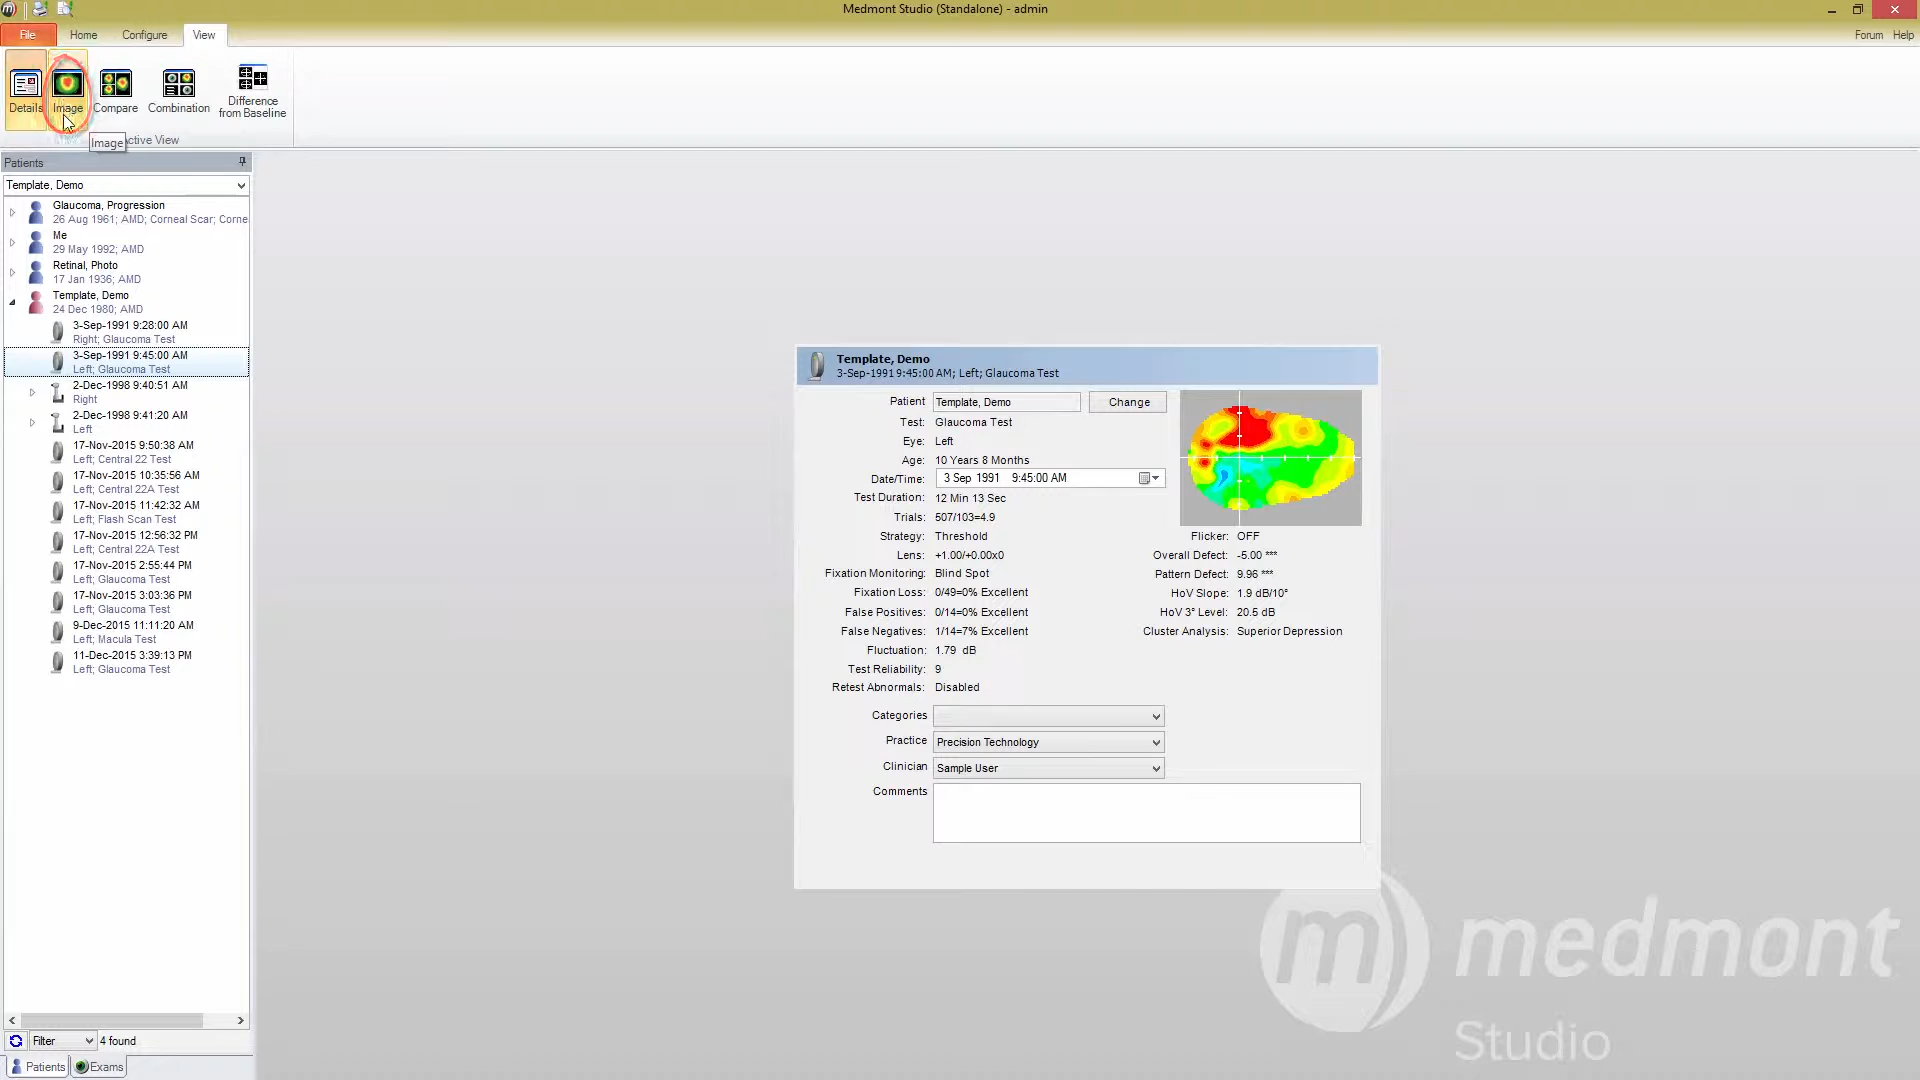 Medmont Studio (Standalone) - admin
File Home Configure View
Forum Help
Details Image Compare Combination Difference from Baseline
Active View
Image
Patients
Template, Demo
Glaucoma, Progression
26 Aug 1961; AMD; Corneal Scar; Corne
Me
29 May 1992; AMD
Retinal, Photo
17 Jan 1936; AMD
Template, Demo
24 Dec 1980; AMD
3-Sep-1991 9:28:00 AM
Right; Glaucoma Test
3-Sep-1991 9:45:00 AM
Left; Glaucoma Test
2-Dec-1998 9:40:51 AM
Right
2-Dec-1998 9:41:20 AM
Left
17-Nov-2015 9:50:38 AM
Left; Central 22 Test
17-Nov-2015 10:35:56 AM
Left; Central 22A Test
17-Nov-2015 11:42:32 AM
Left; Flash Scan Test
17-Nov-2015 12:56:32 PM
Left; Central 22A Test
17-Nov-2015 2:55:44 PM
Left; Glaucoma Test
17-Nov-2015 3:03:36 PM
Left; Glaucoma Test
9-Dec-2015 11:11:20 AM
Left; Macula Test
11-Dec-2015 3:39:13 PM
Left; Glaucoma Test
Filter 4 found
Patients Exams
Template, Demo
3-Sep-1991 9:45:00 AM; Left; Glaucoma Test
Patient Template, Demo Change
Test: Glaucoma Test
Eye: Left
Age: 10 Years 8 Months
Date/Time: 3 Sep 1991 9:45:00 AM
Test Duration: 12 Min 13 Sec
Trials: 507/103=4.9
Strategy: Threshold
Lens: +1.00/+0.00x0
Fixation Monitoring: Blind Spot
Fixation Loss: 0/49=0% Excellent
False Positives: 0/14=0% Excellent
False Negatives: 1/14=7% Excellent
Fluctuation: 1.79 dB
Test Reliability: 9
Retest Abnormals: Disabled
Flicker: OFF
Overall Defect: -5.00 ***
Pattern Defect: 9.96 ***
HoV Slope: 1.9 dB/10°
HoV 3° Level: 20.5 dB
Cluster Analysis: Superior Depression
Categories
Practice Precision Technology
Clinician Sample User
Comments
m medmont
Studio